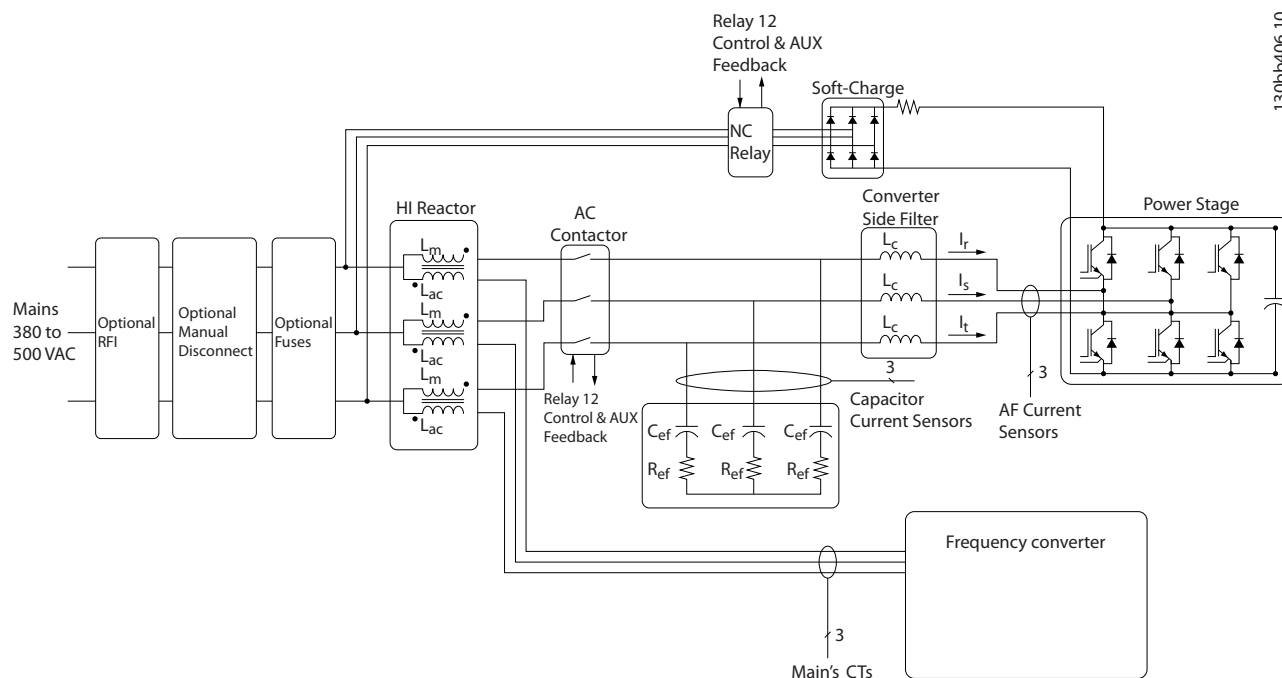 Relay 12
Control & AUX
Feedback
130bb406.10
Soft-Charge
NC
Relay
HI Reactor
AC
Contactor
Converter
Side Filter
Power Stage
Lm
Lac
Lm
Lac
Lm
Lac
Lc
Lc
Lc
Ir
Is
It
Mains
380 to
500 VAC
Optional
RFI
Optional
Manual
Disconnect
Optional
Fuses
Relay 12
Control & AUX
Feedback
3
Capacitor
Current Sensors
3
AF Current
Sensors
Cef
Cef
Cef
Ref
Ref
Ref
Frequency converter
3
Main's CTs